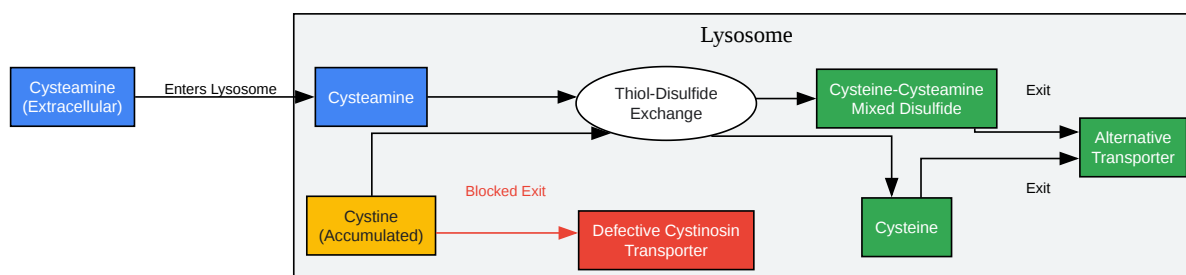 Lysosome
Cysteamine
(Extracellular)
Enters Lysosome
Cysteamine
Thiol-Disulfide
Exchange
Cysteine-Cysteamine
Mixed Disulfide
Exit
Alternative
Transporter
Exit
Cystine
(Accumulated)
Blocked Exit
Defective Cystinosin
Transporter
Cysteine